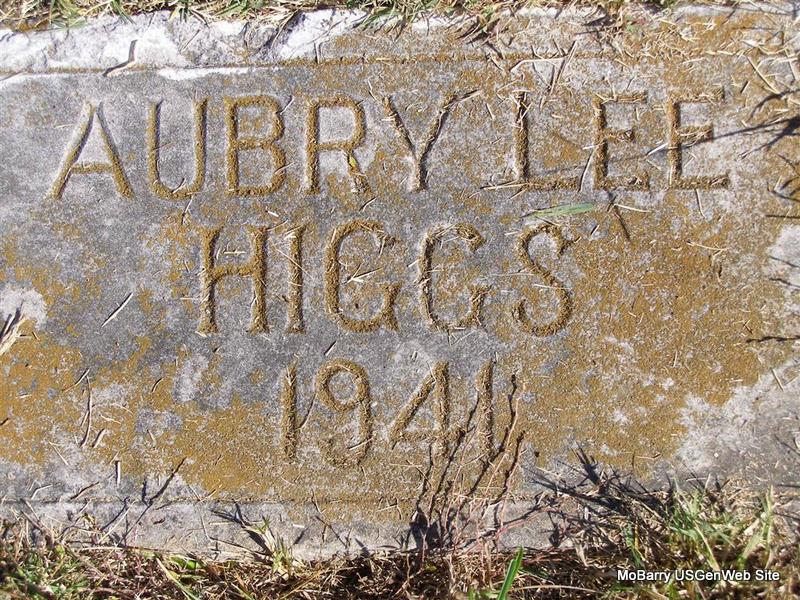 AUBRY LEE
HIGGS
1941
MoBarry USGenWeb Site